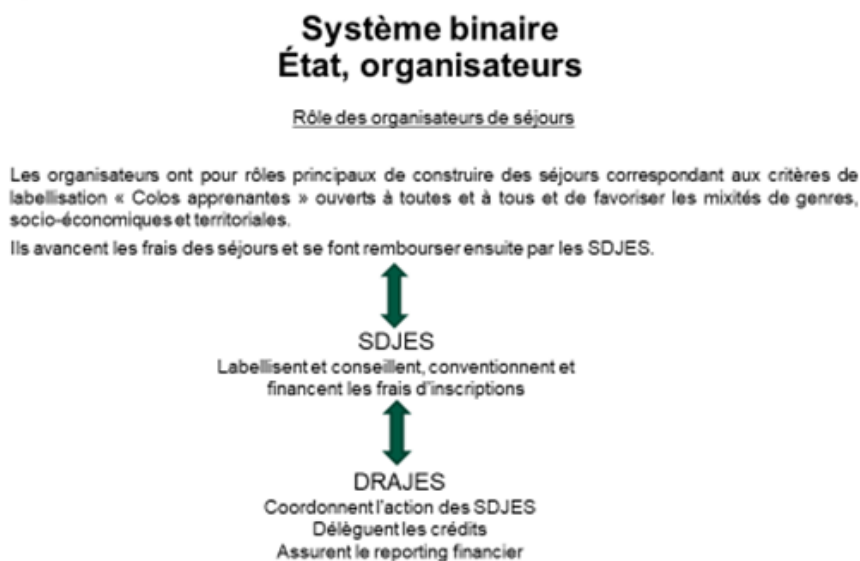 Système binaire
État, organisateurs
Rôle des organisateurs de séjours
Les organisateurs ont pour rôles principaux de construire des séjours correspondant aux critères de
labellisation « Colos apprenantes » ouverts à toutes et à tous et de favoriser les mixités de genres,
socio-économiques et territoriales.
Ils avancent les frais des séjours et se font rembourser ensuite par les SDJES.
SDJES
Labellisent et conseillent, conventionnent et
financent les frais d'inscriptions
DRAJES
Coordonnent l'action des SDJES
Délèguent les crédits
Assurent le reporting financier